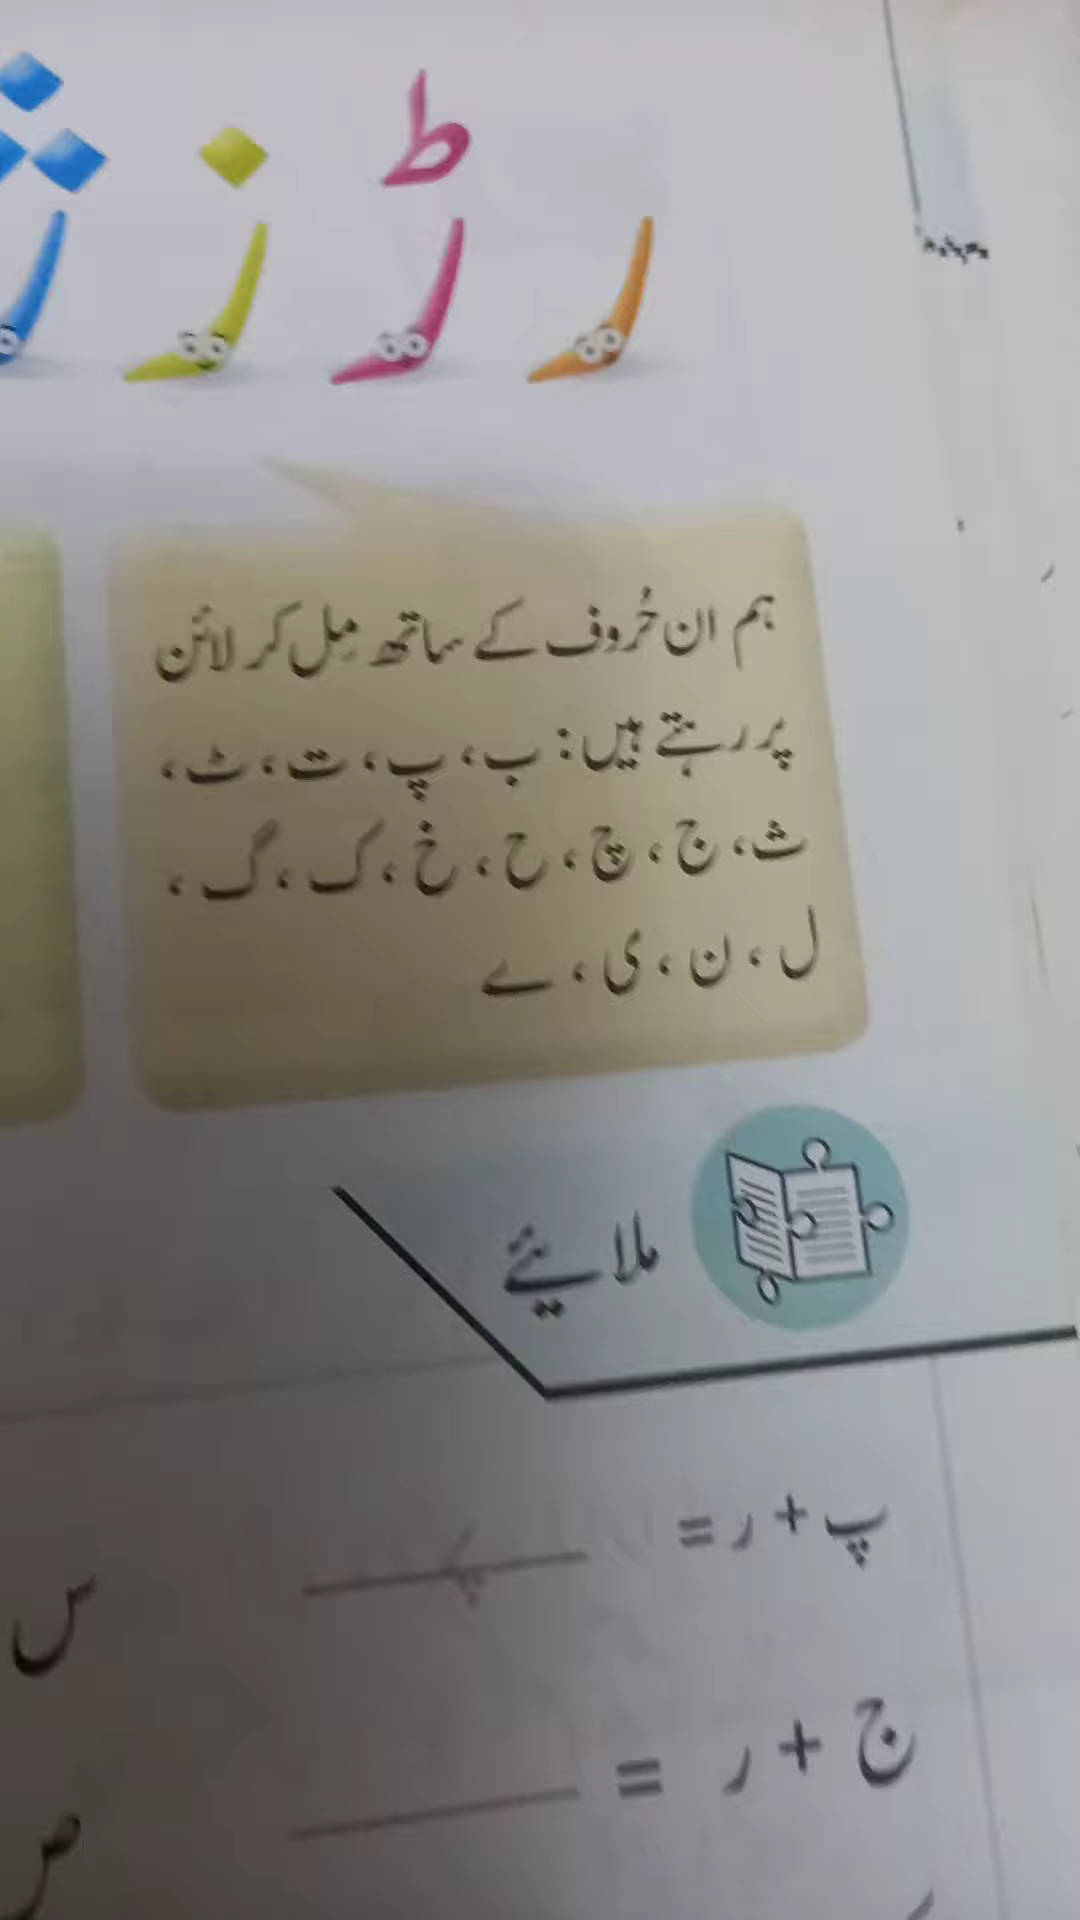 ر ڑ ز ژ
ہم ان حُروف کے ساتھ مِل کر لائن
پر رہتے ہیں: ب، پ، ت، ٹ،
ث، ج، چ، ح، خ، ک، گ،
ل، ن، ی، ے
ملائیے
پ + ر =
س
ج + ر =
ص